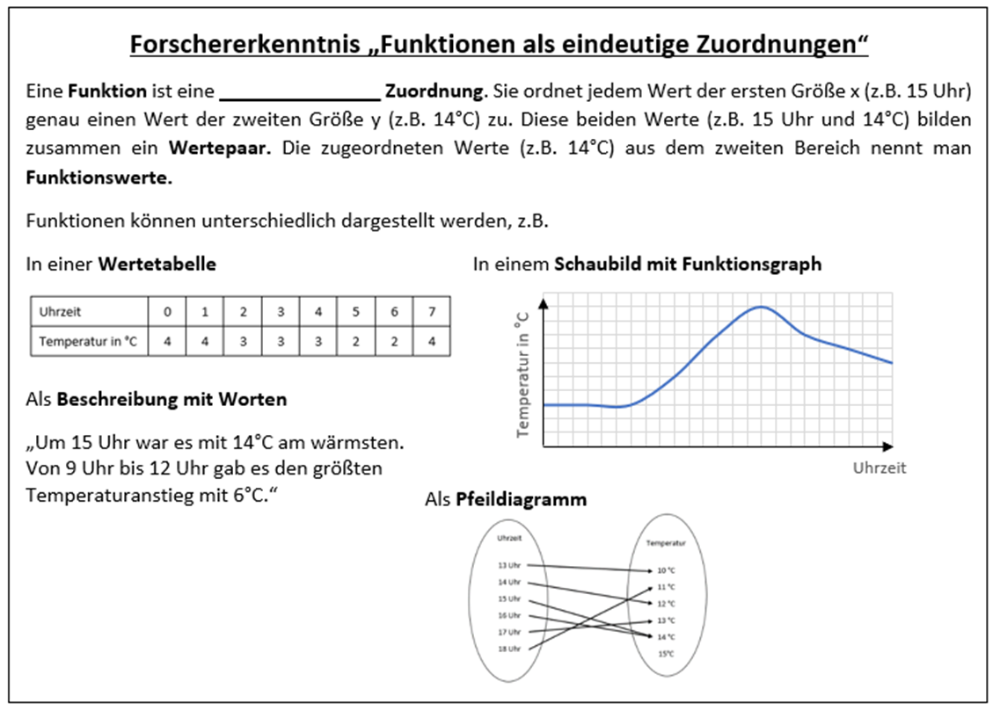 Forschererkenntnis „Funktionen als eindeutige Zuordnungen“
Eine Funktion ist eine ________________ Zuordnung. Sie ordnet jedem Wert der ersten Größe x (z.B. 15 Uhr)
genau einen Wert der zweiten Größe y (z.B. 14°C) zu. Diese beiden Werte (z.B. 15 Uhr und 14°C) bilden
zusammen ein Wertepaar. Die zugeordneten Werte (z.B. 14°C) aus dem zweiten Bereich nennt man
Funktionswerte.
Funktionen können unterschiedlich dargestellt werden, z.B.
In einer Wertetabelle
Uhrzeit 0 1 2 3 4 5 6 7
Temperatur in °C 4 4 3 3 3 2 2 4
In einem Schaubild mit Funktionsgraph
Temperatur in °C
Uhrzeit
Als Beschreibung mit Worten
„Um 15 Uhr war es mit 14°C am wärmsten.
Von 9 Uhr bis 12 Uhr gab es den größten
Temperaturanstieg mit 6°C.“
Als Pfeildiagramm
Uhrzeit
13 Uhr
14 Uhr
15 Uhr
16 Uhr
17 Uhr
18 Uhr
Temperatur
10 °C
11 °C
12 °C
13 °C
14 °C
15°C